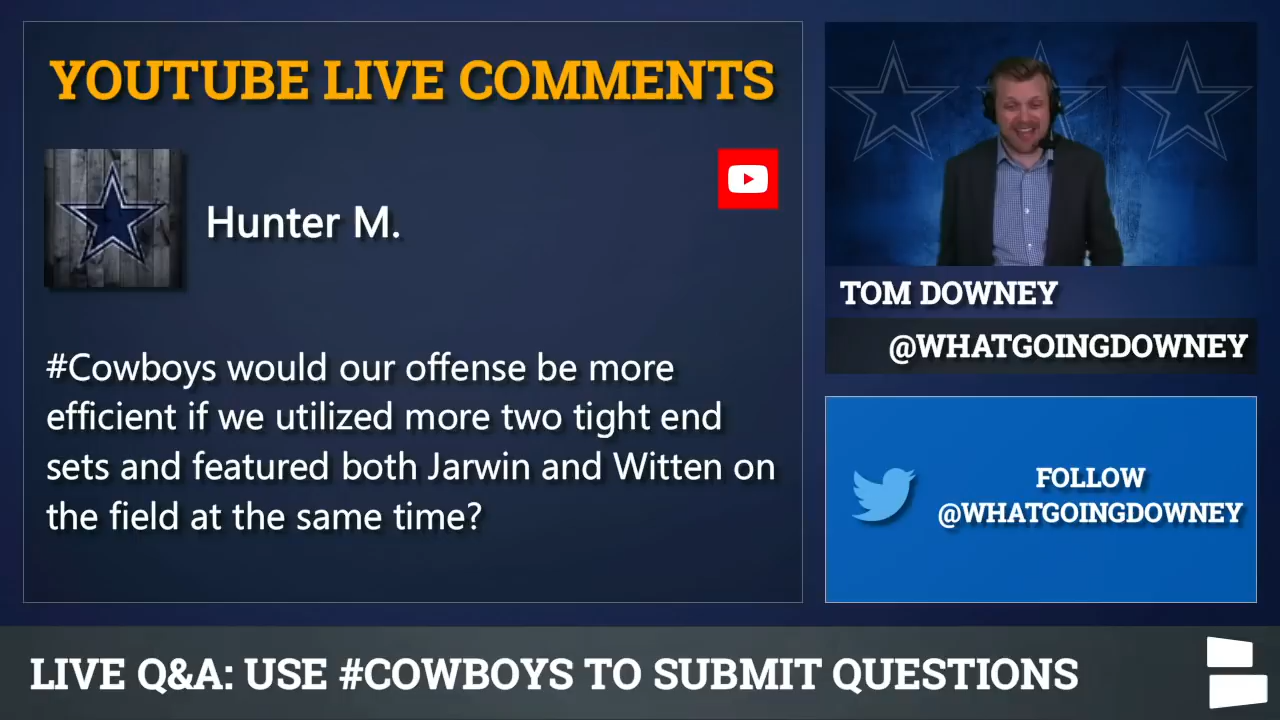 YOUTUBE LIVE COMMENTS
Hunter M.
#Cowboys would our offense be more
efficient if we utilized more two tight end
sets and featured both Jarwin and Witten on
the field at the same time?
TOM DOWNEY
@WHATGOINGDOWNEY
FOLLOW
@WHATGOINGDOWNEY
LIVE Q&A: USE #COWBOYS TO SUBMIT QUESTIONS